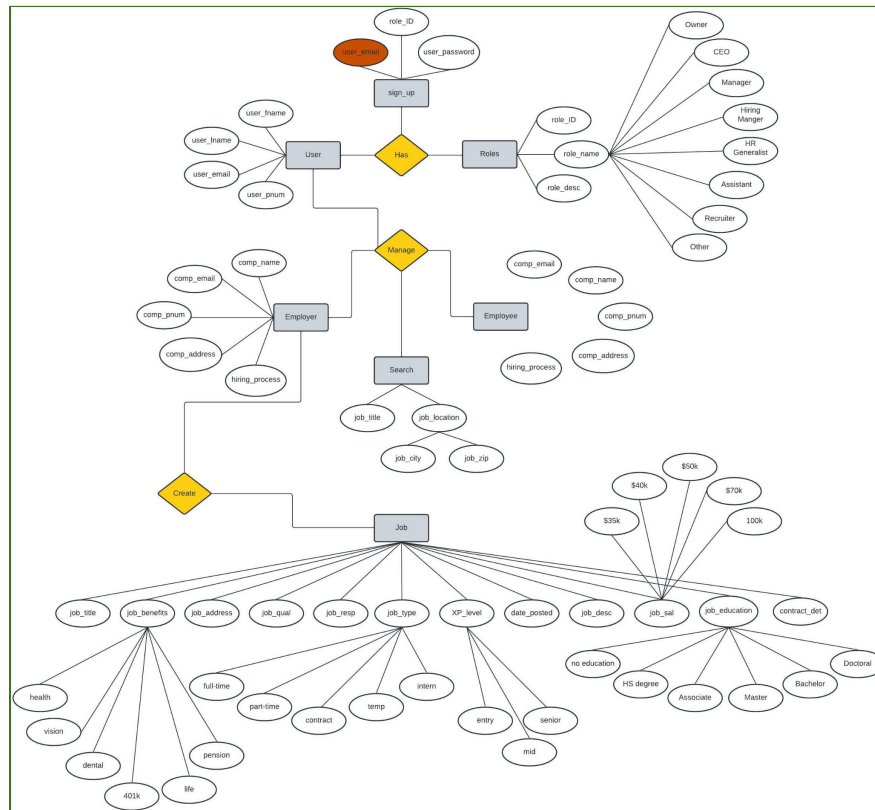 role_ID
Owner
user_email
user_password
CEO
sign_up
Manager
user_fname
role_ID
Hiring
Manger
user_lname
User
Has
Roles
role_name
HR
Generalist
user_email
role_desc
Assistant
user_pnum
Recruiter
Other
Manage
comp_name
comp_email
comp_email
comp_name
comp_pnum
Employer
Employee
comp_pnum
comp_address
comp_address
hiring_process
Search
hiring_process
job_title
job_location
job_city
job_zip
$50k
$40k
$70k
Create
$35k
100k
Job
job_title
job_benefits
job_address
job_qual
job_resp
job_type
XP_level
date_posted
job_desc
job_sal
job_education
contract_det
no education
Doctoral
health
full-time
intern
HS degree
Bachelor
part-time
temp
Associate
Master
vision
contract
entry
senior
dental
pension
mid
401k
life